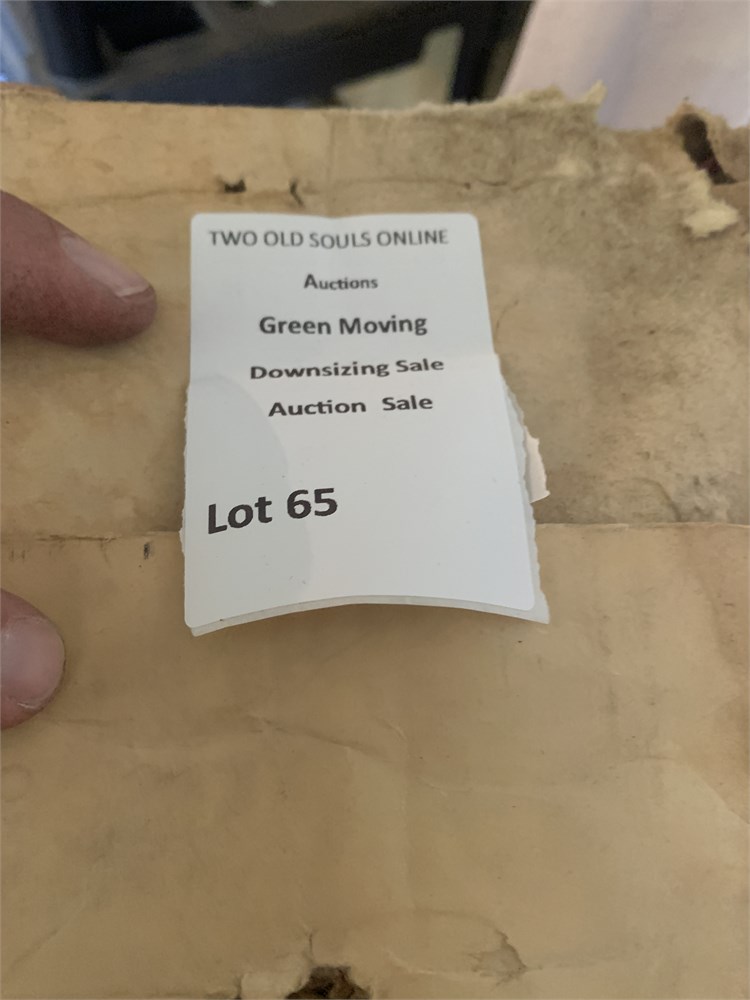 TWO OLD SOULS ONLINE
Auctions
Green Moving
Downsizing Sale
Auction Sale
Lot 65